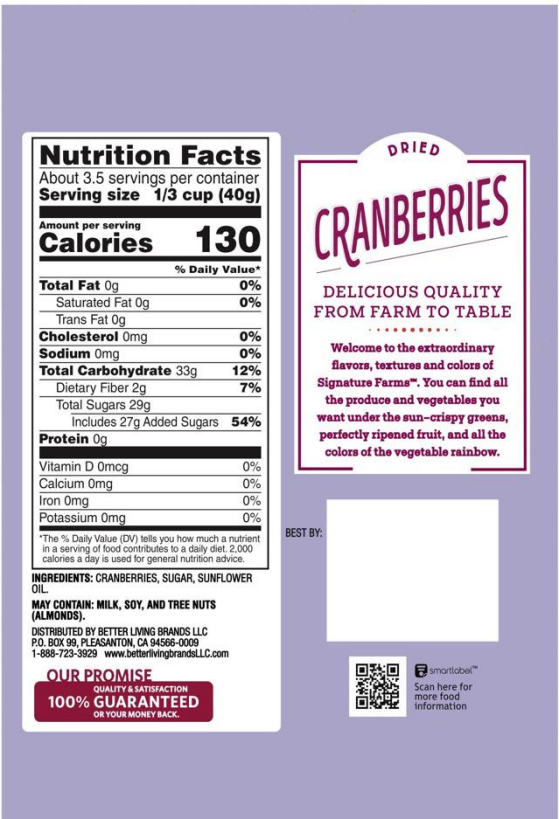 Nutrition Facts
About 3.5 servings per container
Serving size 1/3 cup (40g)
Amount per serving
Calories 130
% Daily Value*
Total Fat 0g 0%
Saturated Fat 0g 0%
Trans Fat 0g
Cholesterol 0mg 0%
Sodium 0mg 0%
Total Carbohydrate 33g 12%
Dietary Fiber 2g 7%
Total Sugars 29g
Includes 27g Added Sugars 54%
Protein 0g
Vitamin D 0mcg 0%
Calcium 0mg 0%
Iron 0mg 0%
Potassium 0mg 0%
*The % Daily Value (DV) tells you how much a nutrient
in a serving of food contributes to a daily diet. 2,000
calories a day is used for general nutrition advice.
INGREDIENTS: CRANBERRIES, SUGAR, SUNFLOWER
OIL.
MAY CONTAIN: MILK, SOY, AND TREE NUTS
(ALMONDS).
DISTRIBUTED BY BETTER LIVING BRANDS LLC
P.O. BOX 99, PLEASANTON, CA 94566-0009
1-888-723-3929 www.betterlivingbrandsLLC.com
OUR PROMISE
QUALITY & SATISFACTION
100% GUARANTEED
OR YOUR MONEY BACK.
DRIED
CRANBERRIES
DELICIOUS QUALITY
FROM FARM TO TABLE
Welcome to the extraordinary
flavors, textures and colors of
Signature Farms™. You can find all
the produce and vegetables you
want under the sun–crispy greens,
perfectly ripened fruit, and all the
colors of the vegetable rainbow.
BEST BY:
smartlabel™
Scan here for
more food
information